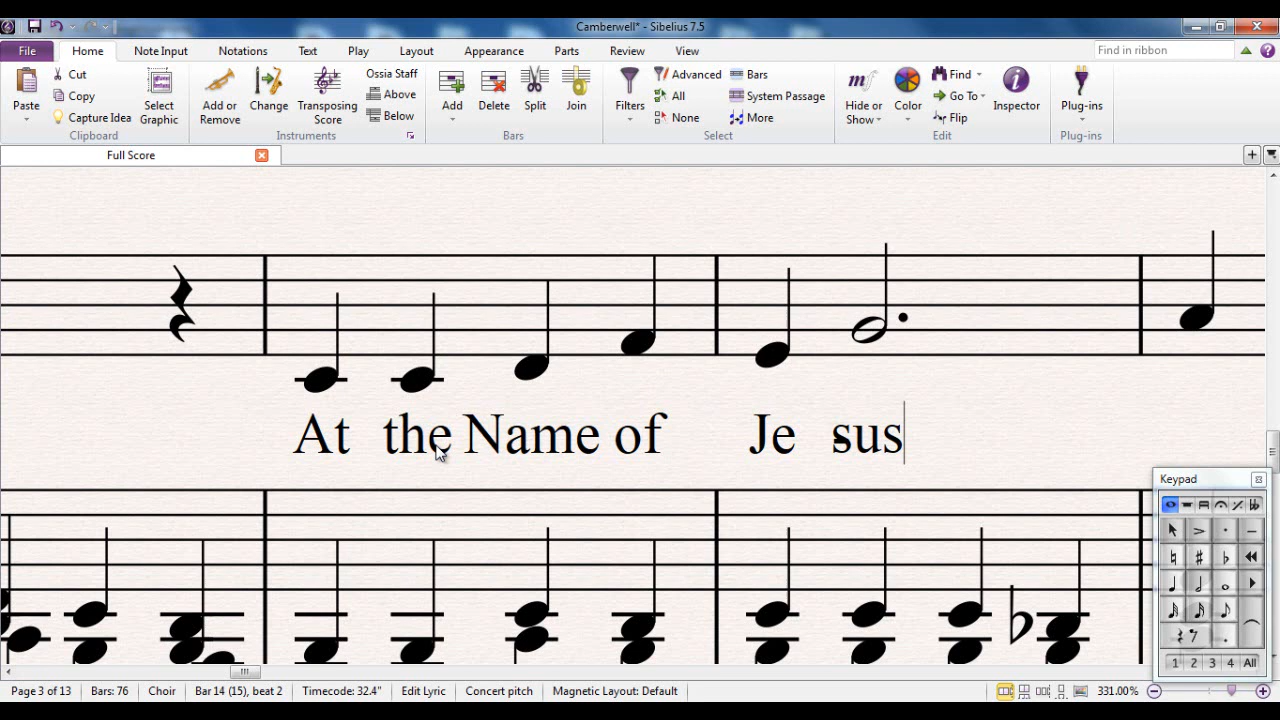 Camberwell* - Sibelius 7.5
File Home Note Input Notations Text Play Layout Appearance Parts Review View Find in ribbon
Paste Cut Copy Capture Idea Select Graphic
Clipboard
Add or Remove Change Transposing Score Ossia Staff Above Below
Instruments
Add Delete Split Join
Bars
Filters Advanced All None Bars System Passage More
Select
Hide or Show Color Find Go To Flip Inspector
Edit
Plug-ins
Plug-ins
Full Score
At the Name of Je sus
Keypad
1 2 3 4 All
Page 3 of 13 Bars: 76 Choir Bar 14 (15), beat 2 Timecode: 32.4" Edit Lyric Concert pitch Magnetic Layout: Default 331.00%